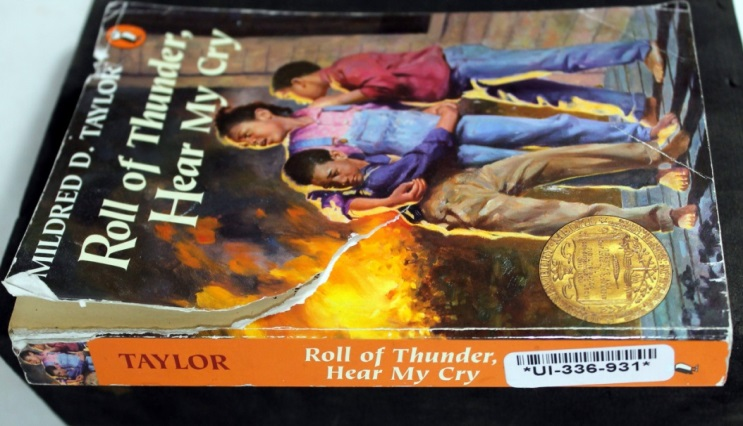 MILDRED D. TAYLOR
Roll of Thunder,
Hear My Cry
TAYLOR
Roll of Thunder,
Hear My Cry
*UI-336-931*